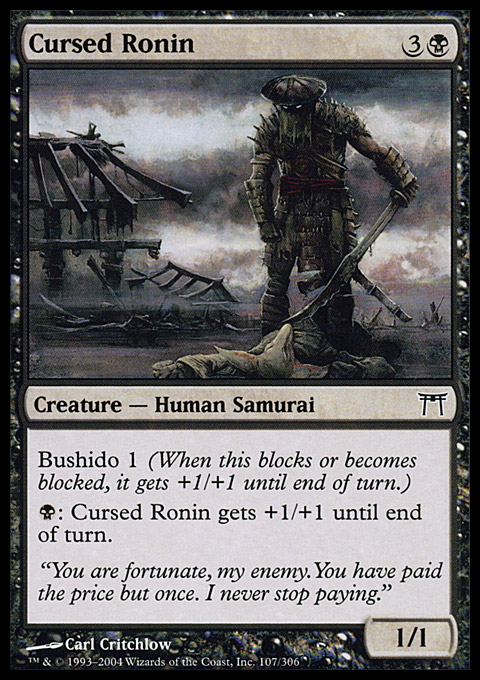 Cursed Ronin 3
Creature — Human Samurai
Bushido 1 (When this blocks or becomes
blocked, it gets +1/+1 until end of turn.)
: Cursed Ronin gets +1/+1 until end
of turn.
“You are fortunate, my enemy. You have paid
the price but once. I never stop paying.”
Carl Critchlow
1/1
™ & © 1993–2004 Wizards of the Coast, Inc. 107/306